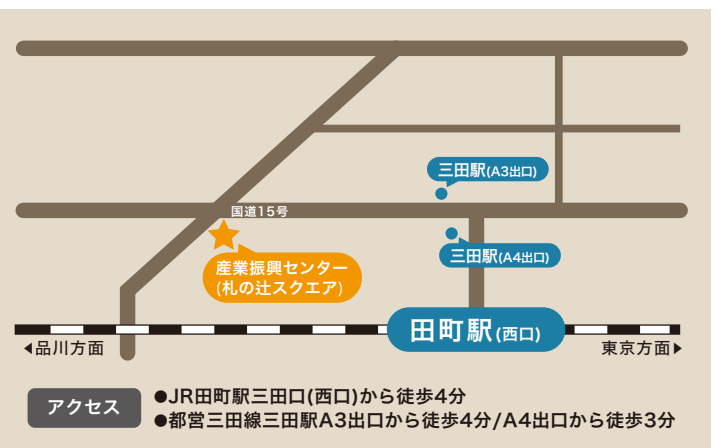 三田駅(A3出口)
国道15号
三田駅(A4出口)
産業振興センター
(札の辻スクエア)
田町駅(西口)
◀品川方面
東京方面▶
アクセス
●JR田町駅三田口(西口)から徒歩4分
●都営三田線三田駅A3出口から徒歩4分/A4出口から徒歩3分